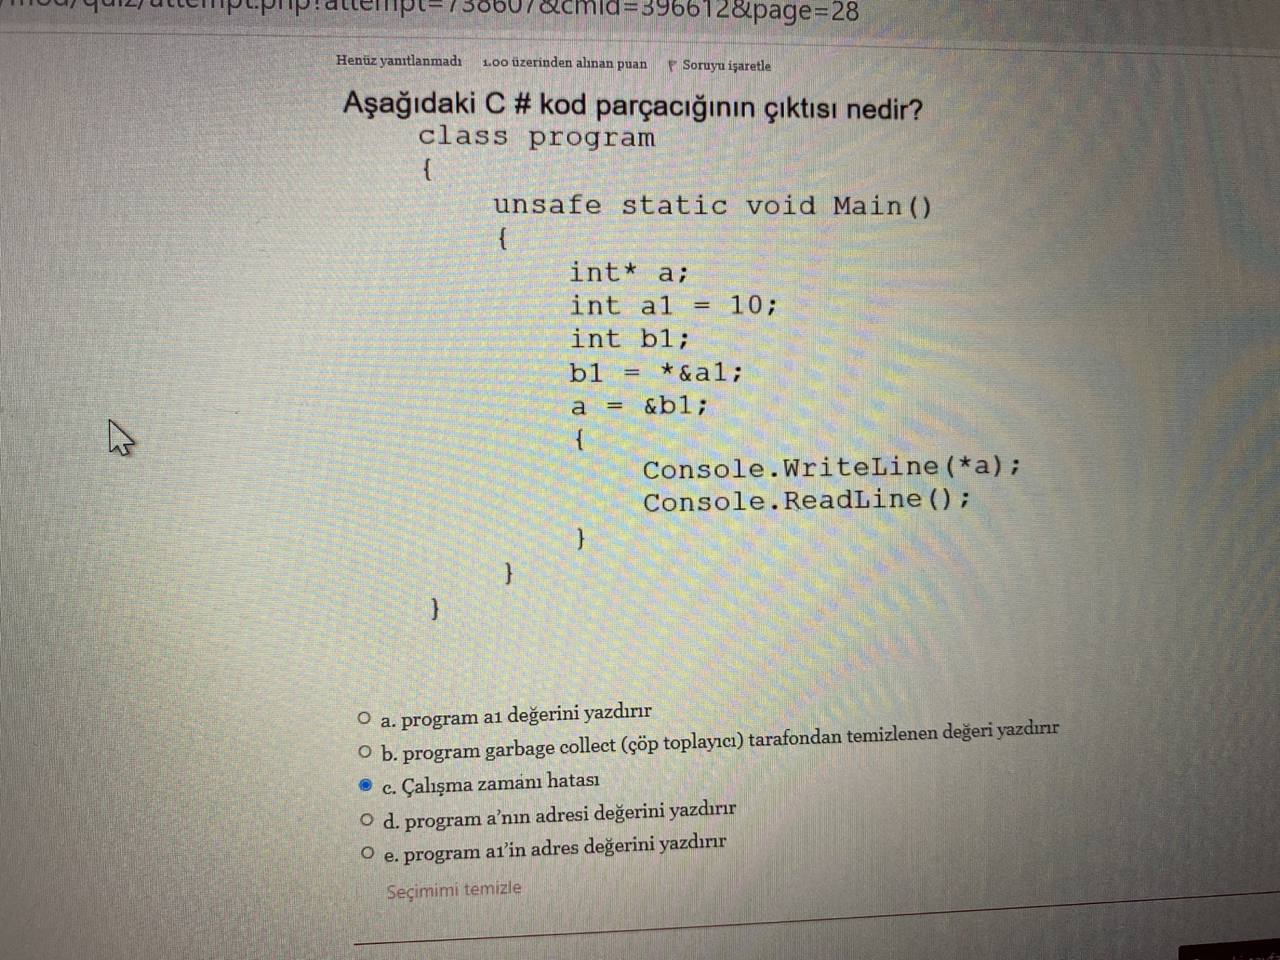 /mod/quiz/attempt.php?attempt=738607&cmid=396612&page=28
Henüz yanıtlanmadı 1,00 üzerinden alınan puan Soruyu işaretle
Aşağıdaki C # kod parçacığının çıktısı nedir?
class program
{
unsafe static void Main()
{
int* a;
int a1 = 10;
int b1;
b1 = *&a1;
a = &b1;
{
Console.WriteLine(*a);
Console.ReadLine();
}
}
}
a. program a1 değerini yazdırır
b. program garbage collect (çöp toplayıcı) tarafondan temizlenen değeri yazdırır
c. Çalışma zamanı hatası
d. program a'nın adresi değerini yazdırır
e. program a1'in adres değerini yazdırır
Seçimimi temizle